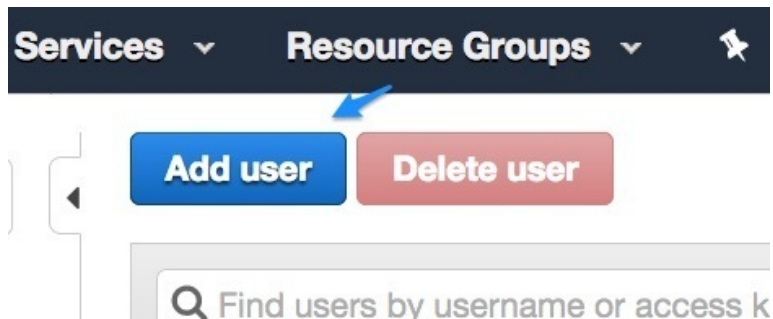 Services Resource Groups
Add user Delete user
Find users by username or access k